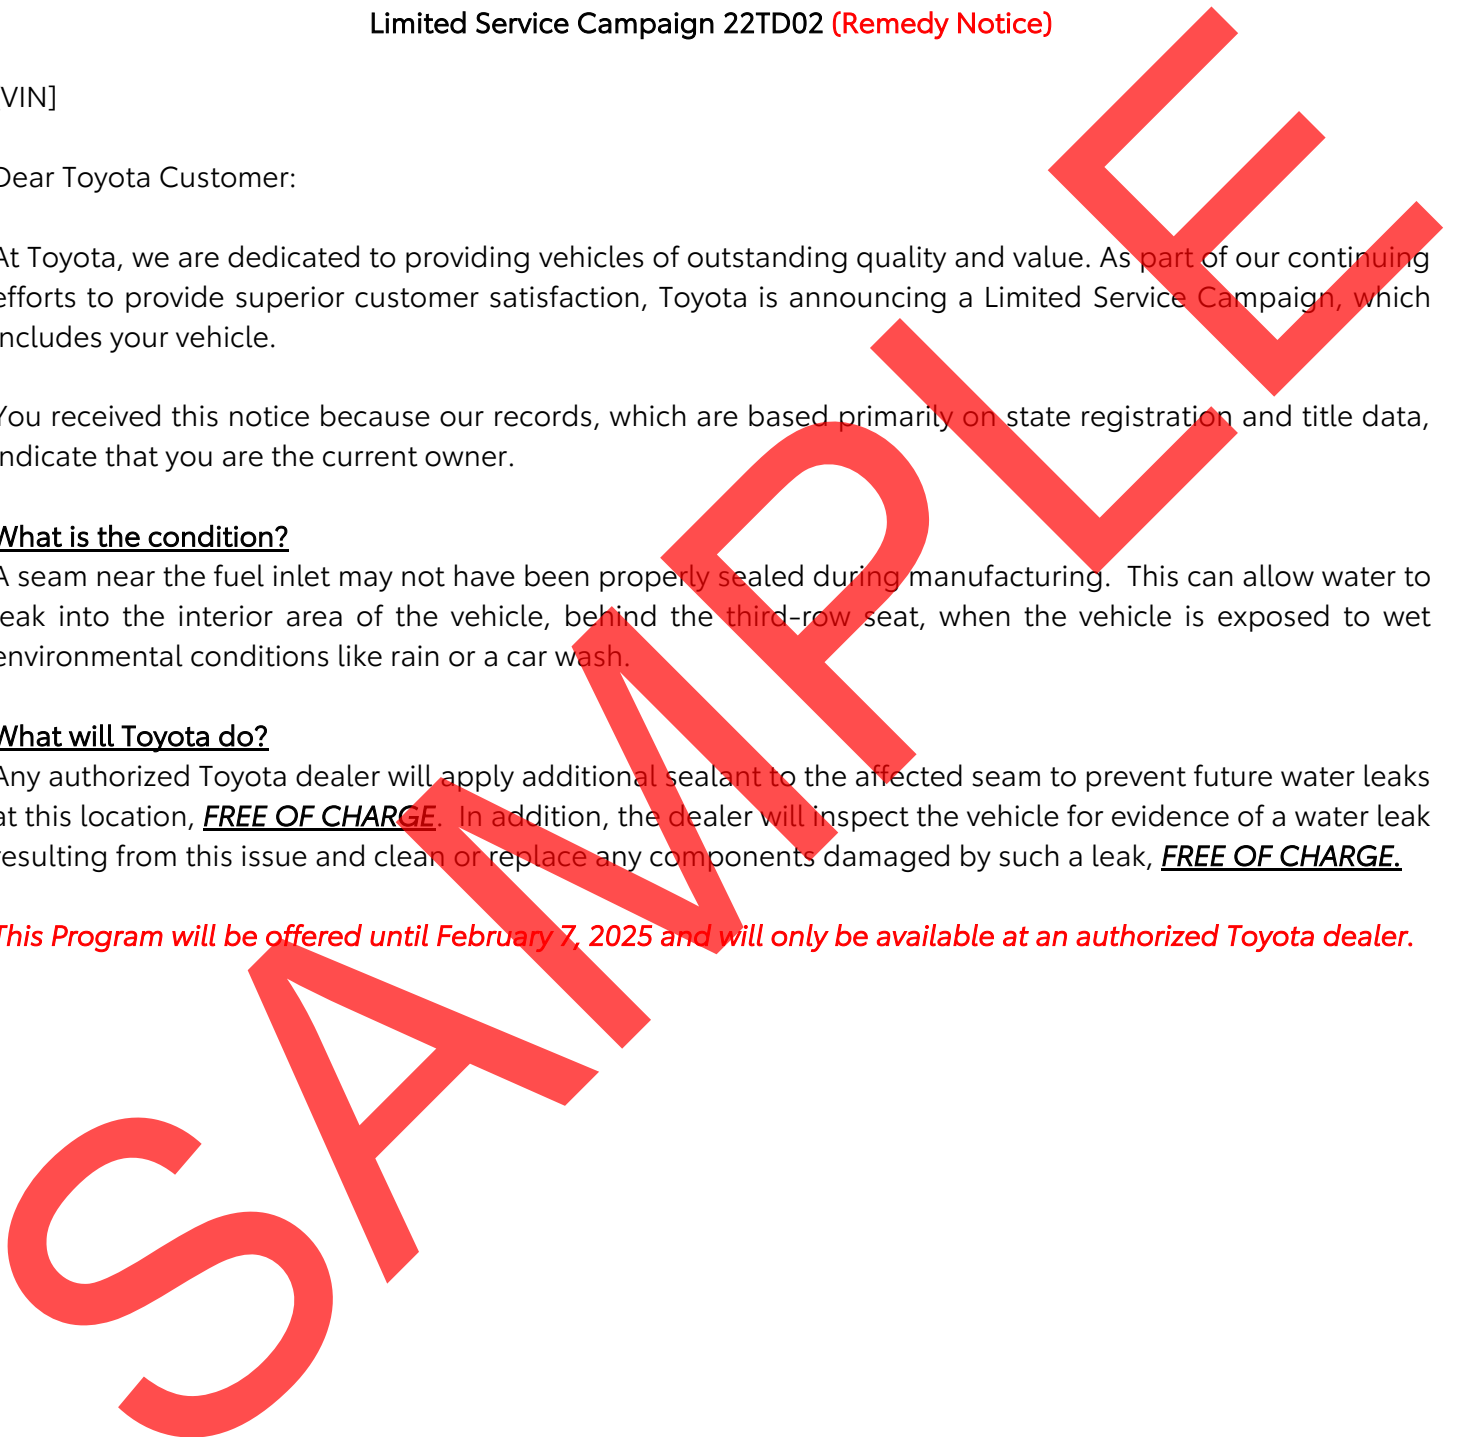 Limited Service Campaign 22TD02 (Remedy Notice)
VIN]
Dear Toyota Customer:
At Toyota, we are dedicated to providing vehicles of outstanding quality and value. As part of our continuing
efforts to provide superior customer satisfaction, Toyota is announcing a Limited Service Campaign, which
includes your vehicle.
You received this notice because our records, which are based primarily on state registration and title data,
indicate that you are the current owner.
What is the condition?
A seam near the fuel inlet may not have been properly sealed during manufacturing.  This can allow water to
leak into the interior area of the vehicle, behind the third-row seat, when the vehicle is exposed to wet
environmental conditions like rain or a car wash.
What will Toyota do?
Any authorized Toyota dealer will apply additional sealant to the affected seam to prevent future water leaks
at this location, FREE OF CHARGE.  In addition, the dealer will inspect the vehicle for evidence of a water leak
resulting from this issue and clean or replace any components damaged by such a leak, FREE OF CHARGE.
This Program will be offered until February 7, 2025 and will only be available at an authorized Toyota dealer.
SAMPLE